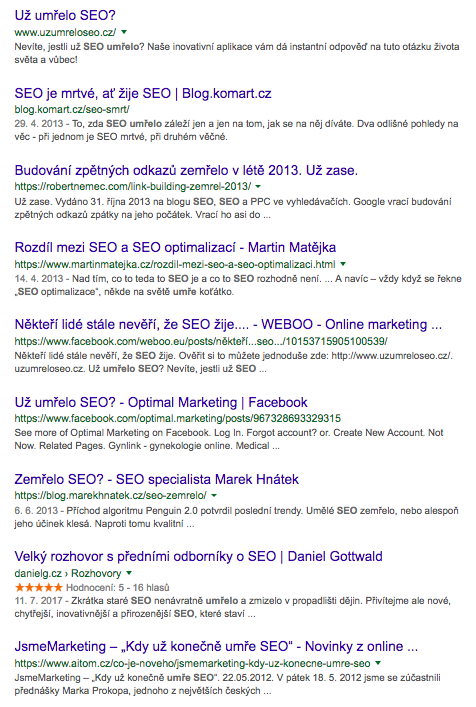 Už umřelo SEO?
www.uzumreloseo.cz/
Nevíte, jestli už SEO umřelo? Naše inovativní aplikace vám dá instantní odpověď na tuto otázku života
světa a vůbec!
SEO je mrtvé, ať žije SEO | Blog.komart.cz
blog.komart.cz/seo-smrt/
29. 4. 2013 - To, zda SEO umřelo záleží jen a jen na tom, jak se na něj díváte. Dva odlišné pohledy na
věc - při jednom je SEO mrtvé, při druhém věčné.
Budování zpětných odkazů zemřelo v létě 2013. Už zase.
https://robertnemec.com/link-building-zemrel-2013/
Už zase. Vydáno 31. října 2013 na blogu SEO, SEO a PPC ve vyhledávačích. Google vrací budování
zpětných odkazů zpátky na jeho počátek. Vrací ho asi do ...
Rozdíl mezi SEO a SEO optimalizací - Martin Matějka
https://www.martinmatejka.cz/rozdil-mezi-seo-a-seo-optimalizaci.html
14. 4. 2013 - Nad tím, co to teda to SEO je a co to SEO rozhodně není. ... A navíc – vždy když se řekne
„SEO optimalizace“, někde na světě umře koťátko.
Někteří lidé stále nevěří, že SEO žije.... - WEBOO - Online marketing ...
https://www.facebook.com/weboo.eu/posts/někteří...seo.../10153715905100539/
Někteří lidé stále nevěří, že SEO žije. Ověřit si to můžete jednoduše zde: http://www.uzumreloseo.cz/.
uzumreloseo.cz. Už umřelo SEO? Nevíte, jestli už SEO ...
Už umřelo SEO? - Optimal Marketing | Facebook
https://www.facebook.com/optimal.marketing/posts/967328693329315
See more of Optimal Marketing on Facebook. Log In. Forgot account? or. Create New Account. Not
Now. Related Pages. Gynlink - gynekologie online. Medical ...
Zemřelo SEO? - SEO specialista Marek Hnátek
https://blog.marekhnatek.cz/seo-zemrelo/
6. 6. 2013 - Příchod algoritmu Penguin 2.0 potvrdil poslední trendy. Umělé SEO zemřelo, nebo alespoň
jeho účinek klesá. Naproti tomu kvalitní ...
Velký rozhovor s předními odborníky o SEO | Daniel Gottwald
danielg.cz › Rozhovory
★★★★★ Hodnocení: 5 - 16 hlasů
11. 7. 2017 - Zkrátka staré SEO nenávratně umřelo a zmizelo v propadlišti dějin. Přivítejme ale nové,
chytřejší, inovativnější a přirozenější SEO, které staví ...
JsmeMarketing – „Kdy už konečně umře SEO“ - Novinky z online ...
https://www.aitom.cz/co-je-noveho/jsmemarketing-kdy-uz-konecne-umre-seo
JsmeMarketing – „Kdy už konečně umře SEO“. 22.05.2012. V pátek 18. 5. 2012 jsme se zúčastnili
přednášky Marka Prokopa, jednoho z největších českých ...